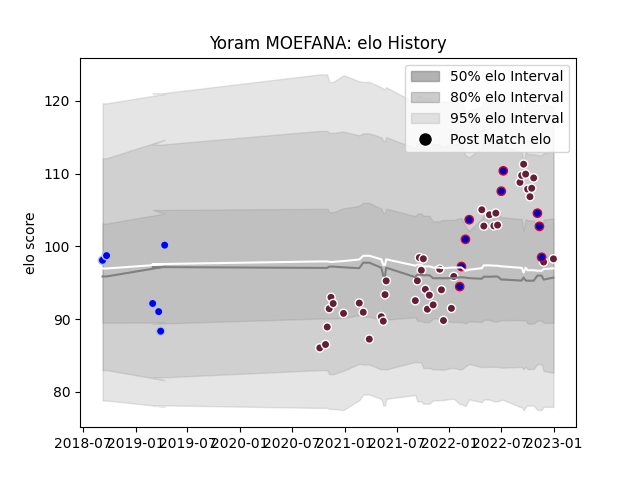 Yoram MOEFANA: elo History
50% elo Interval
80% elo Interval
95% elo Interval
Post Match elo
elo score
120
110
100
90
80
2018-07 2019-01 2019-07 2020-01 2020-07 2021-01 2021-07 2022-01 2022-07 2023-01